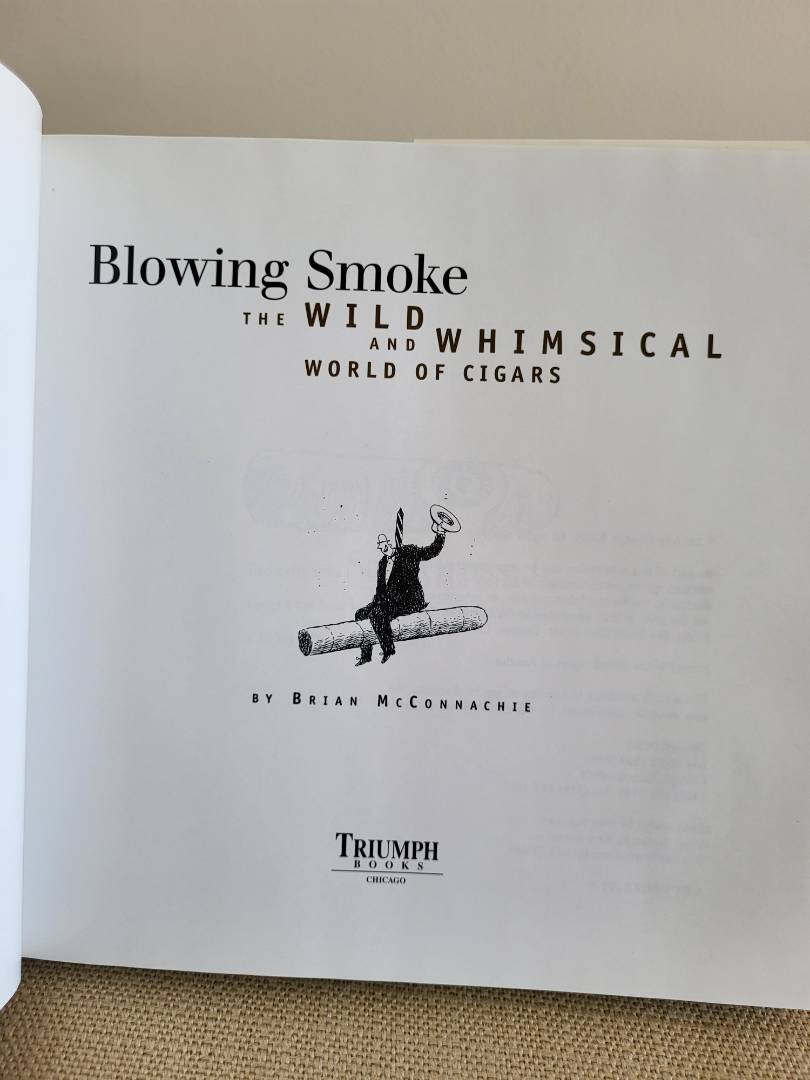 Blowing Smoke
THE WILD
AND WHIMSICAL
WORLD OF CIGARS
BY BRIAN MCCONNACHIE
TRIUMPH
BOOKS
CHICAGO